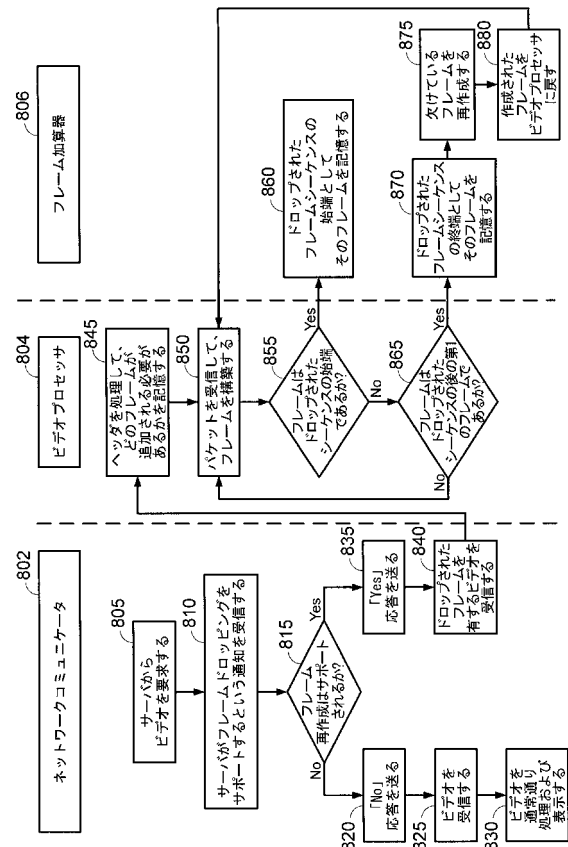 802
ネットワークコミュニケータ
805
サーバから
ビデオを要求する
810
サーバがフレームドロッピングを
サポートするという通知を受信する
815
フレーム
再作成はサポート
されるか?
No
Yes
820
「No」
応答を送る
825
ビデオを
受信する
830
ビデオを
通常通り
処理および
表示する
835
「Yes」
応答を送る
840
ドロップされた
フレームを
有するビデオを
受信する
804
ビデオプロセッサ
845
ヘッダを処理して、
どのフレームが
追加される必要が
あるかを記憶する
850
パケットを受信して、
フレームを構築する
855
フレームは
ドロップされた
シーケンスの始端
であるか?
Yes
No
865
フレームは
ドロップされた
シーケンスの後の第1
のフレームで
あるか?
No
Yes
806
フレーム加算器
860
ドロップされた
フレームシーケンスの
始端として
そのフレームを記憶する
870
ドロップされた
フレームシーケンス
の終端として
そのフレームを
記憶する
875
欠けている
フレームを
再作成する
880
作成された
フレームを
ビデオプロセッサ
に戻す